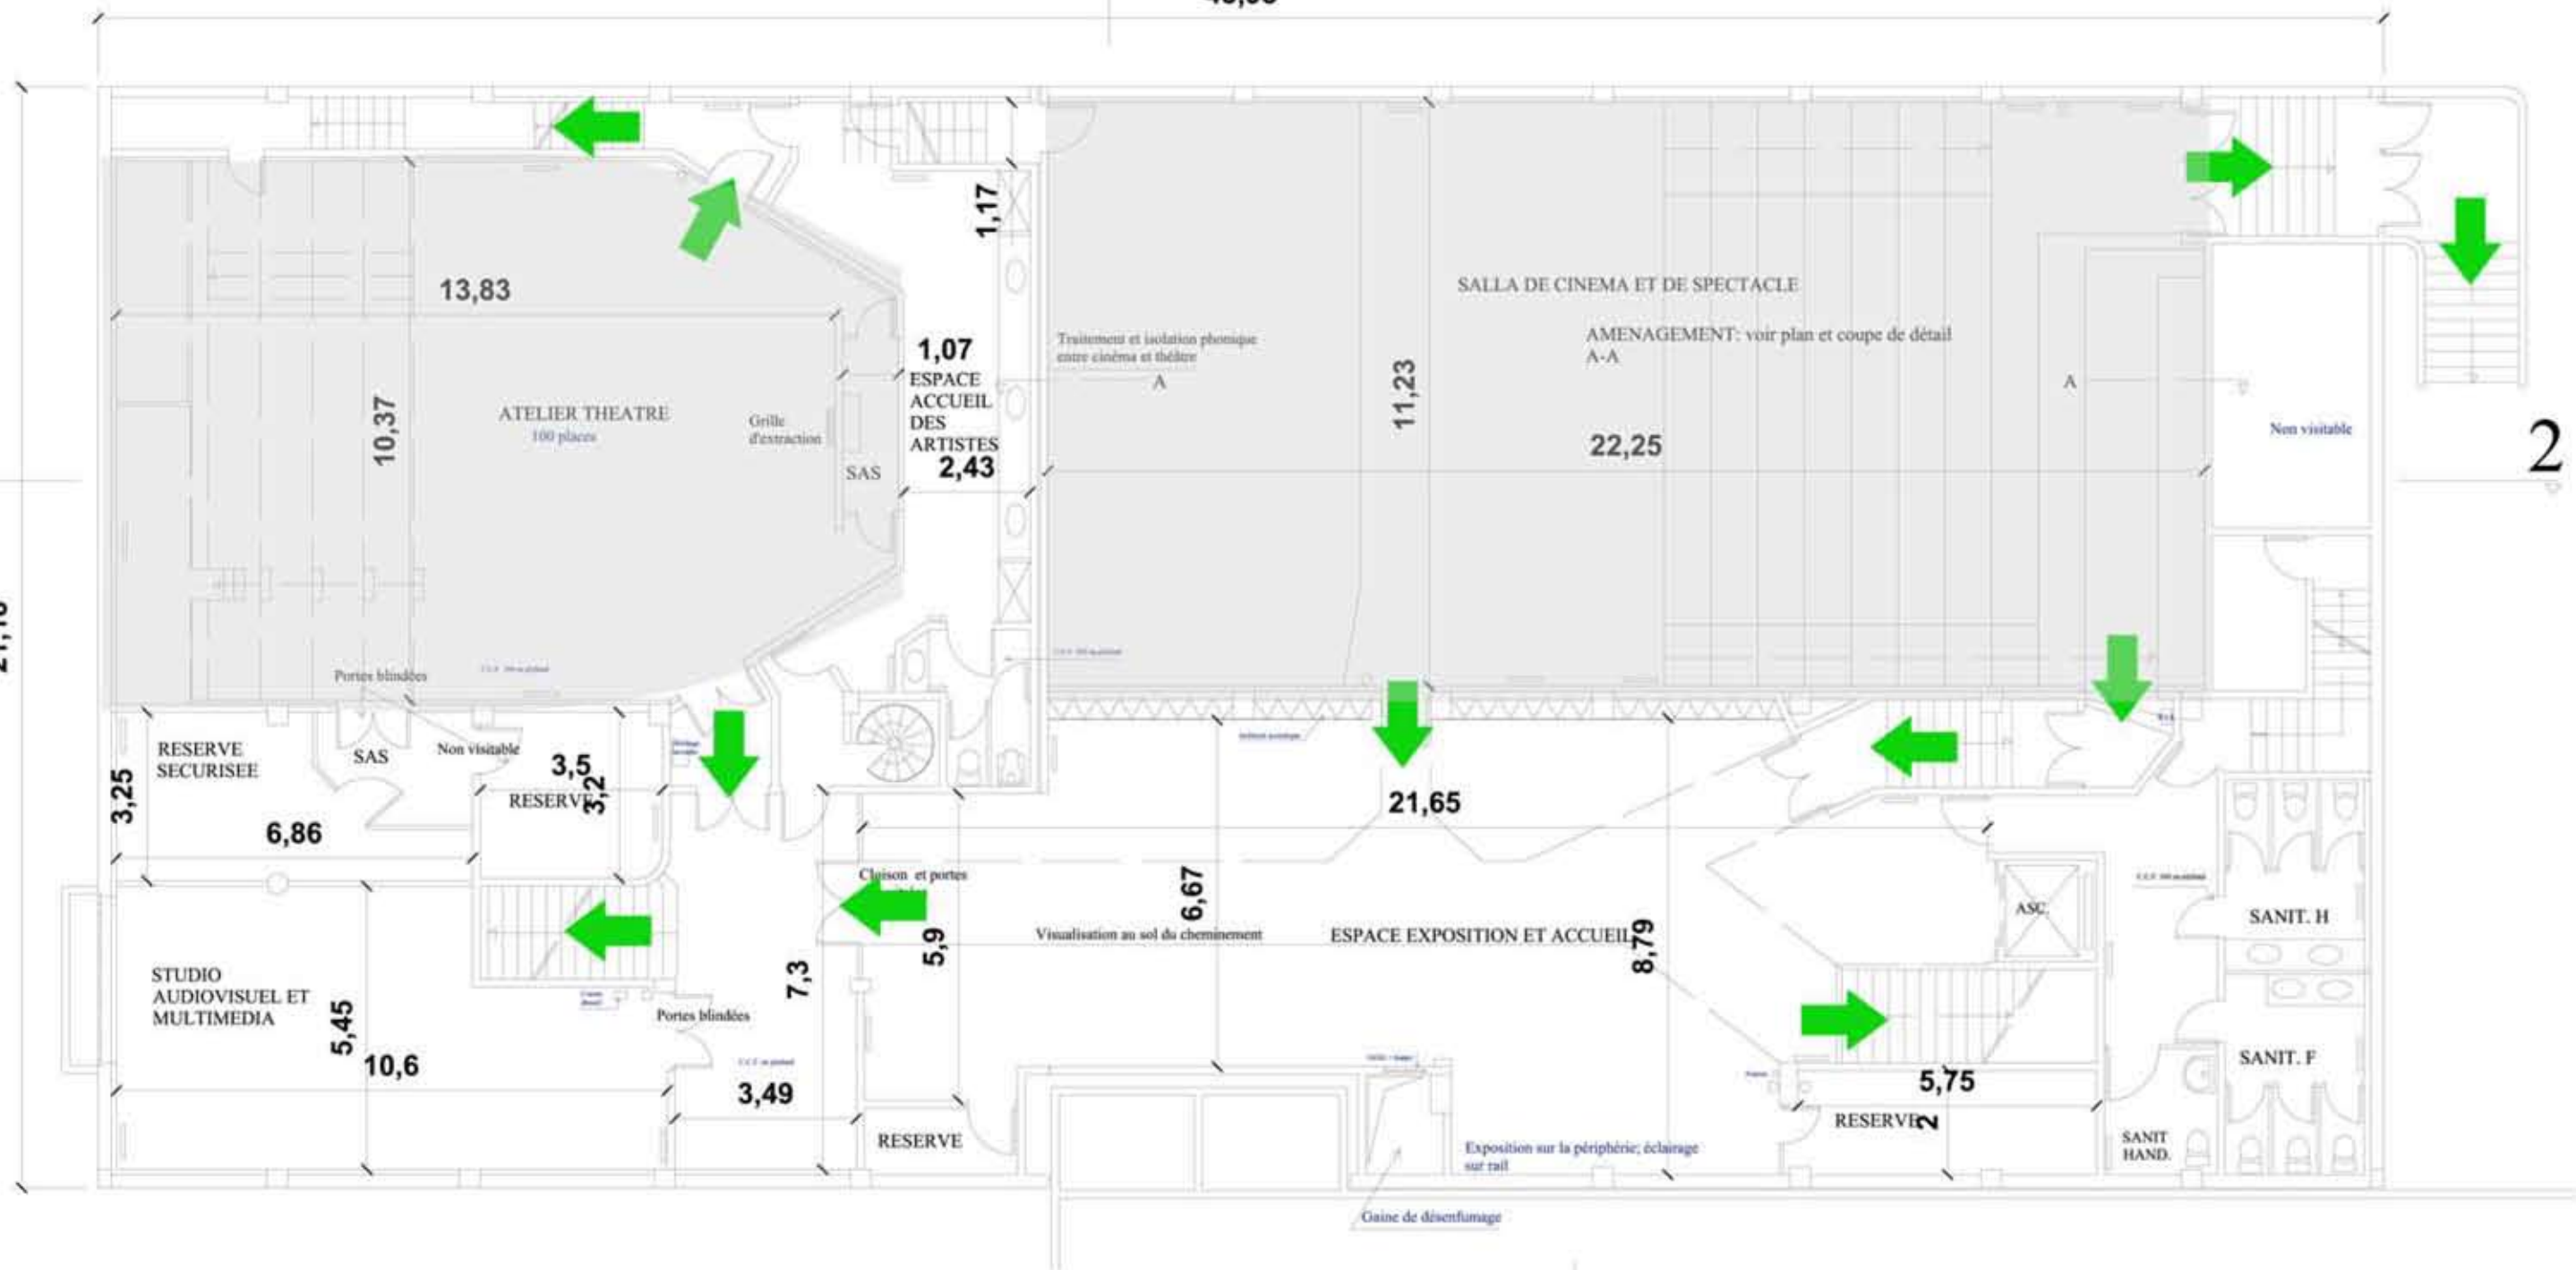 1,17
13,83
SALLA DE CINEMA ET DE SPECTACLE
AMENAGEMENT: voir plan et coupe de détail
A-A
Traitement et isolation phonique
entre cinéma et théâtre
A
A
1,07
ESPACE
ACCUEIL
DES
ARTISTES
2,43
10,37
ATELIER THEATRE
100 places
Grille
d'extraction
SAS
11,23
22,25
Non visitable
2
Portes blindées
RESERVE
SECURISEE
SAS
Non visitable
3,5
3,2
RESERVE
3,25
6,86
21,65
Cloison et portes
6,67
5,9
Visualisation au sol du cheminement
ESPACE EXPOSITION ET ACCUEIL
8,79
ASC.
SANIT. H
STUDIO
AUDIOVISUEL ET
MULTIMEDIA
5,45
10,6
7,3
Portes blindées
3,49
SANIT. F
5,75
RESERVE
2
RESERVE
Exposition sur la périphérie; éclairage
sur rail
SANIT
HAND.
Gaine de désenfumage